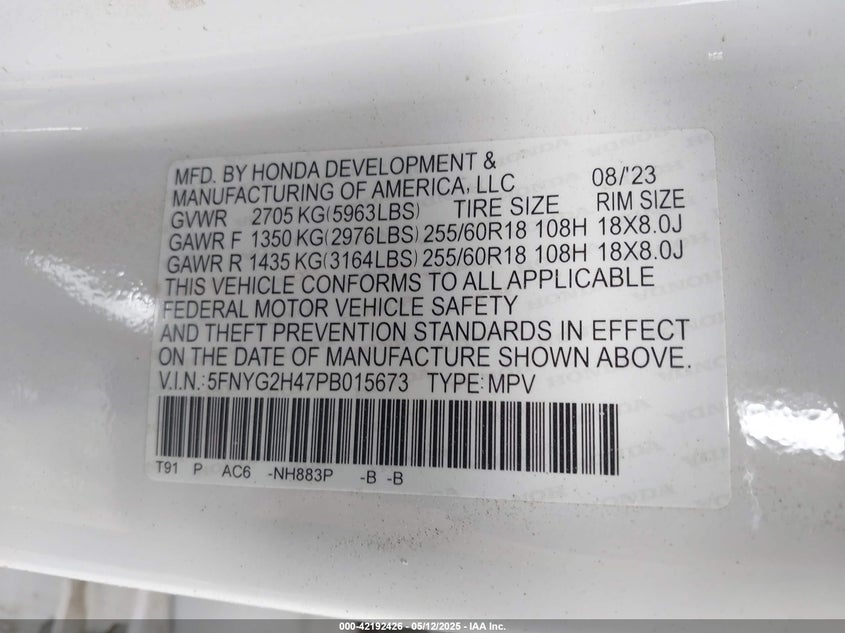 MFD. BY HONDA DEVELOPMENT &
MANUFACTURING OF AMERICA, LLC 08/'23
GVWR 2705 KG(5963LBS) TIRE SIZE RIM SIZE
GAWR F 1350 KG(2976LBS) 255/60R18 108H 18X8.0J
GAWR R 1435 KG(3164LBS) 255/60R18 108H 18X8.0J
THIS VEHICLE CONFORMS TO ALL APPLICABLE
FEDERAL MOTOR VEHICLE SAFETY
AND THEFT PREVENTION STANDARDS IN EFFECT
ON THE DATE OF MANUFACTURE SHOWN ABOVE.
V.I.N.: 5FNYG2H47PB015673 TYPE: MPV
T91 P AC6 -NH883P -B -B
000-42192426 - 05/12/2025 - IAA Inc.